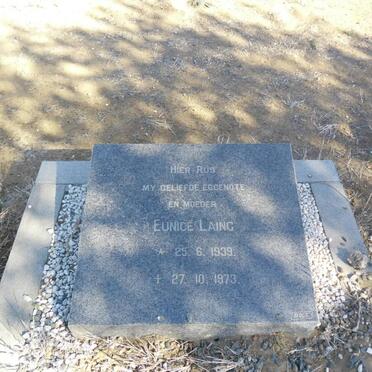 HIER RUS
MY GELIEFDE EGGENOTE
EN MOEDER
EUNICE LAING
* 25. 6. 1939.
† 27. 10. 1973.